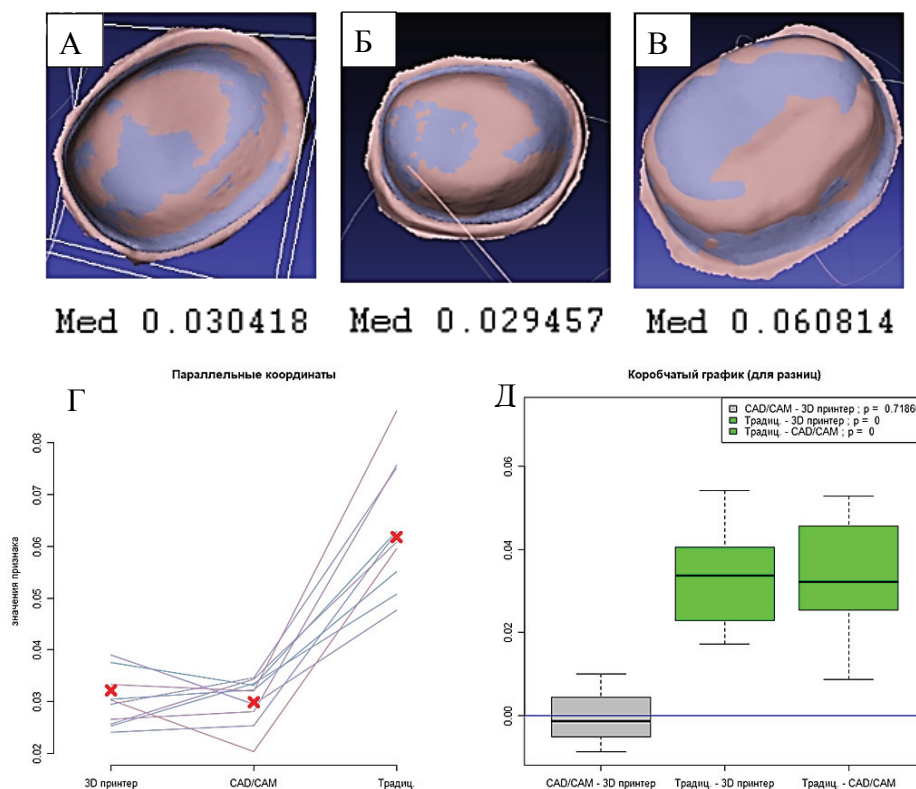 А
Б
В
Med 0.030418
Med 0.029457
Med 0.060814
Г
Параллельные координаты
значения признака
0.08
0.07
0.06
0.05
0.04
0.03
0.02
3D принтер
CAD/CAM
Традиц.
Д
Коробчатый график (для разниц)
CAD/CAM - 3D принтер ; p = 0.7186
Традиц. - 3D принтер ; p = 0
Традиц. - CAD/CAM ; p = 0
0.06
0.04
0.02
0.00
CAD/CAM - 3D принтер
Традиц. - 3D принтер
Традиц. - CAD/CAM